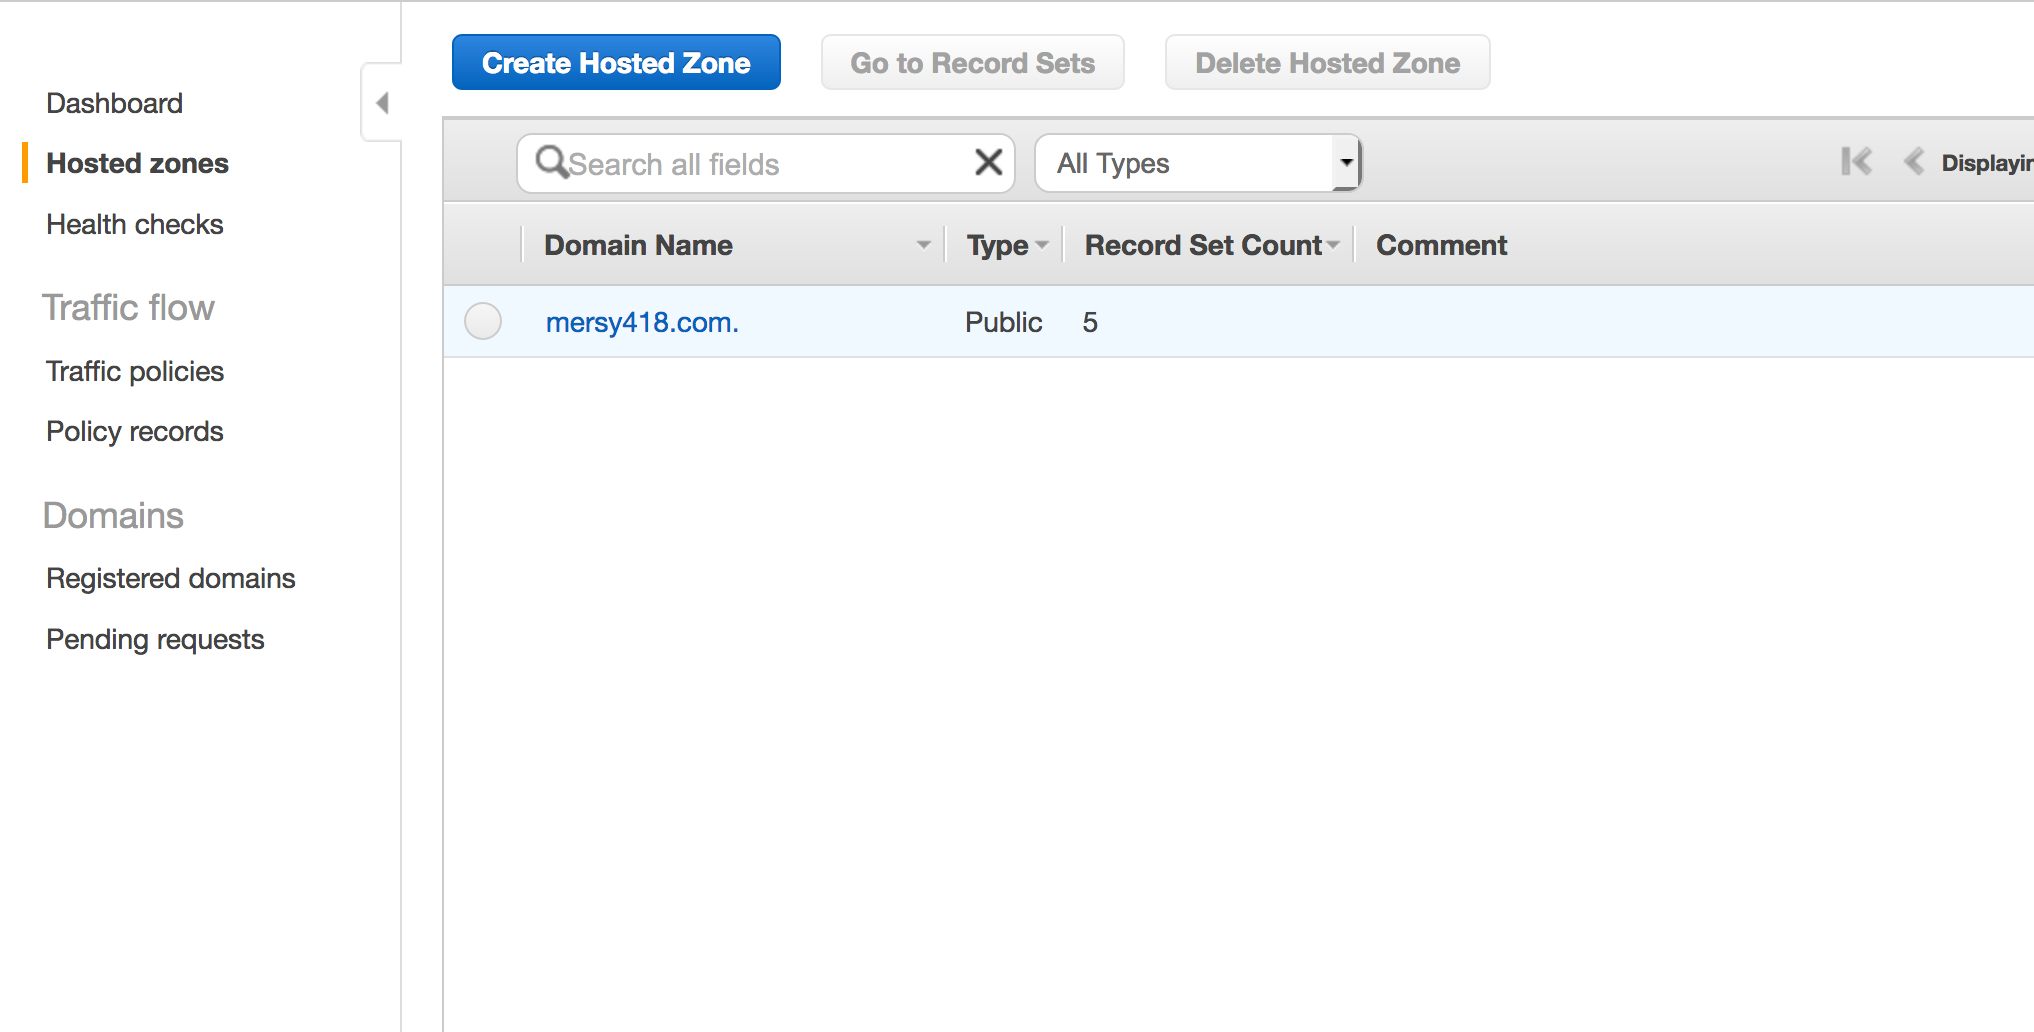 Dashboard
Hosted zones
Health checks
Traffic flow
Traffic policies
Policy records
Domains
Registered domains
Pending requests
Create Hosted Zone
Go to Record Sets
Delete Hosted Zone
Search all fields
All Types
Displayin
Domain Name
Type
Record Set Count
Comment
mersy418.com.
Public
5